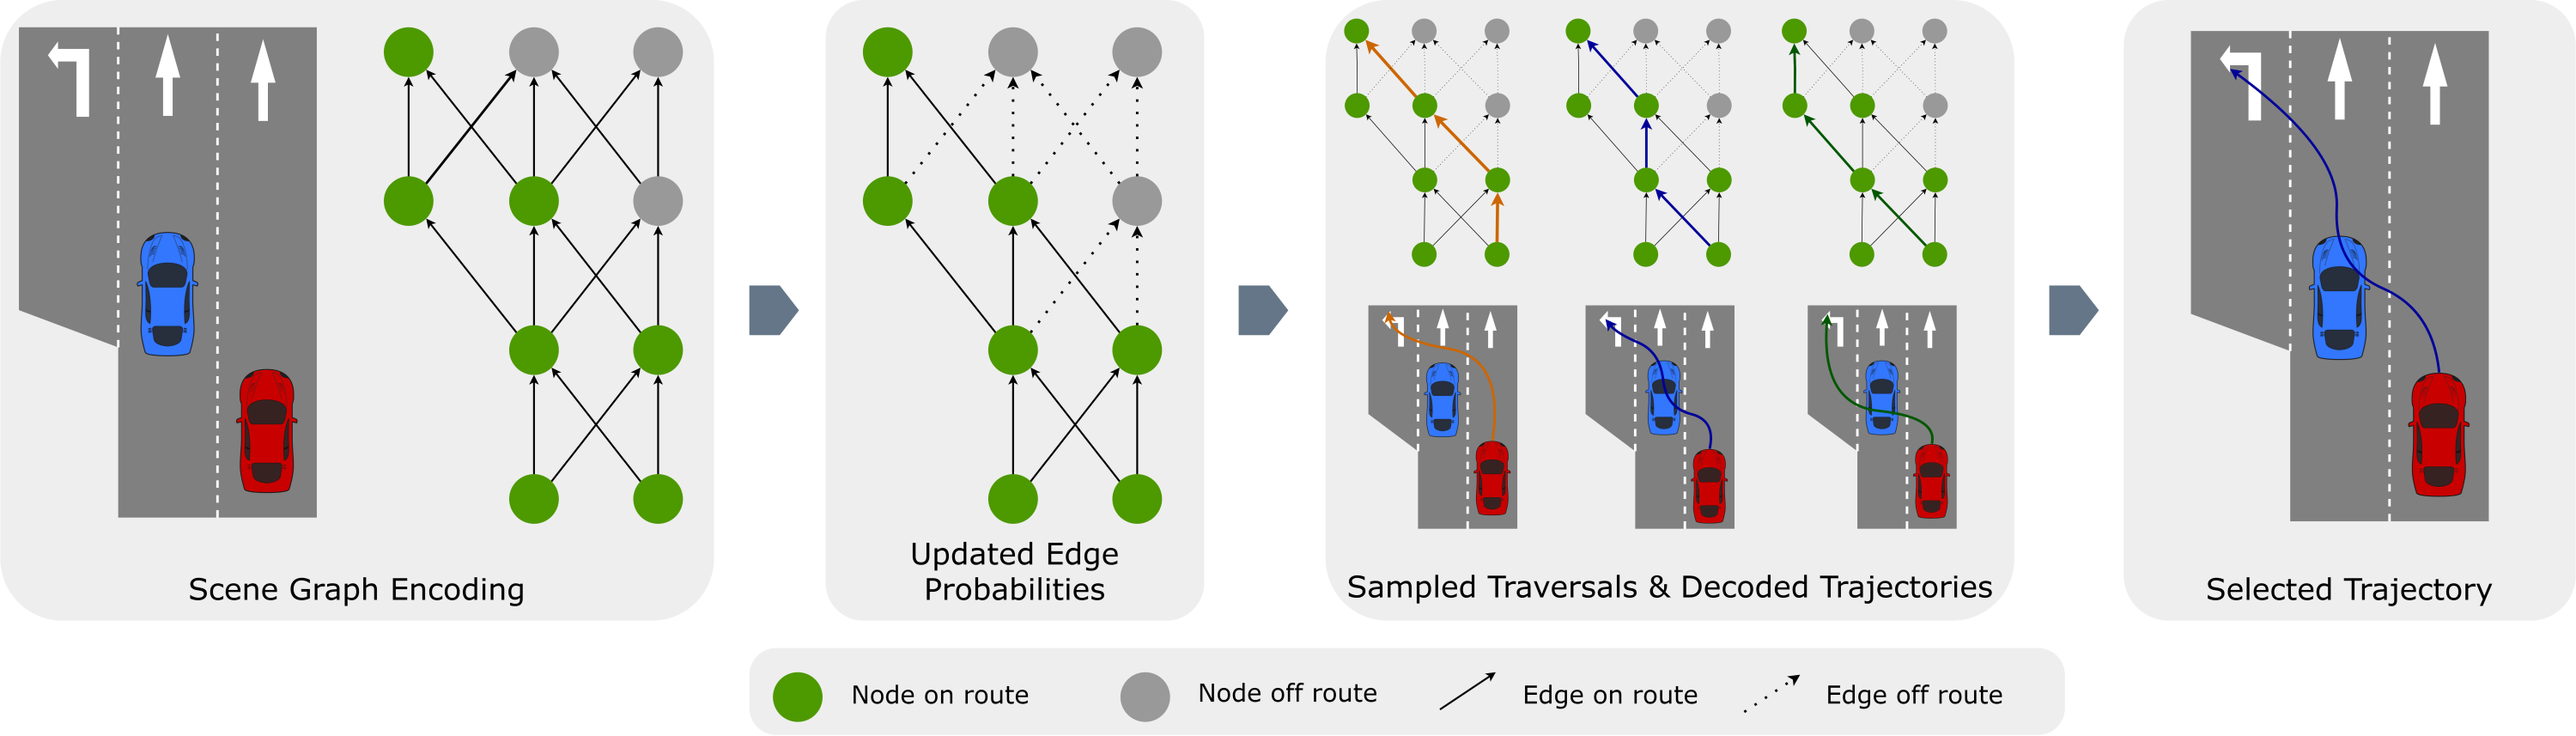 Scene Graph Encoding
Updated Edge
Probabilities
Sampled Traversals & Decoded Trajectories
Selected Trajectory
Node on route
Node off route
Edge on route
Edge off route